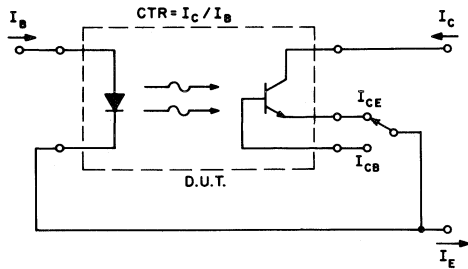 CTR = I_C / I_B
I_B
I_C
I_CE
I_CB
D.U.T.
I_E